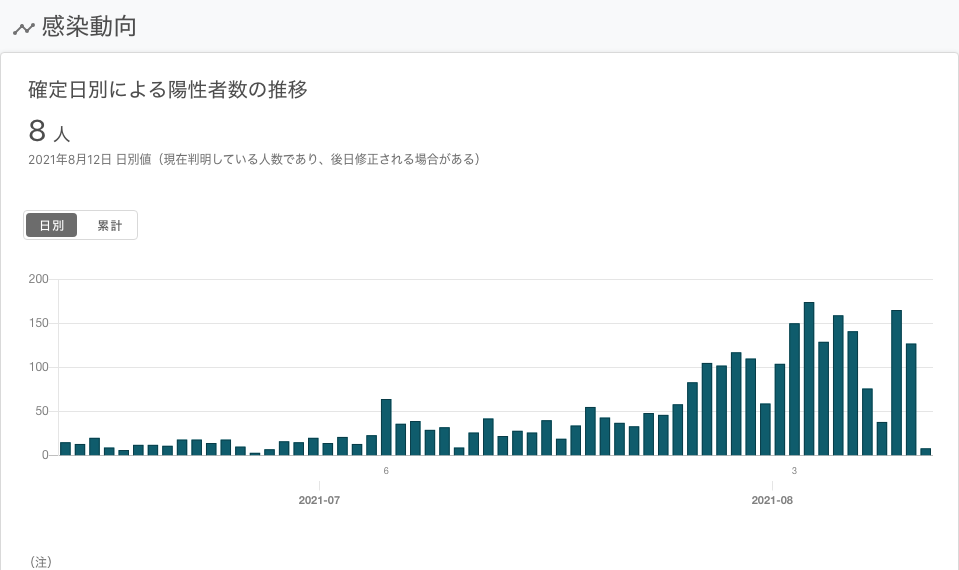 感染動向
確定日別による陽性者数の推移
8 人
2021年8月12日 日別値（現在判明している人数であり、後日修正される場合がある）
日別 累計
200
150
100
50
0
6 3
2021-07 2021-08
（注）